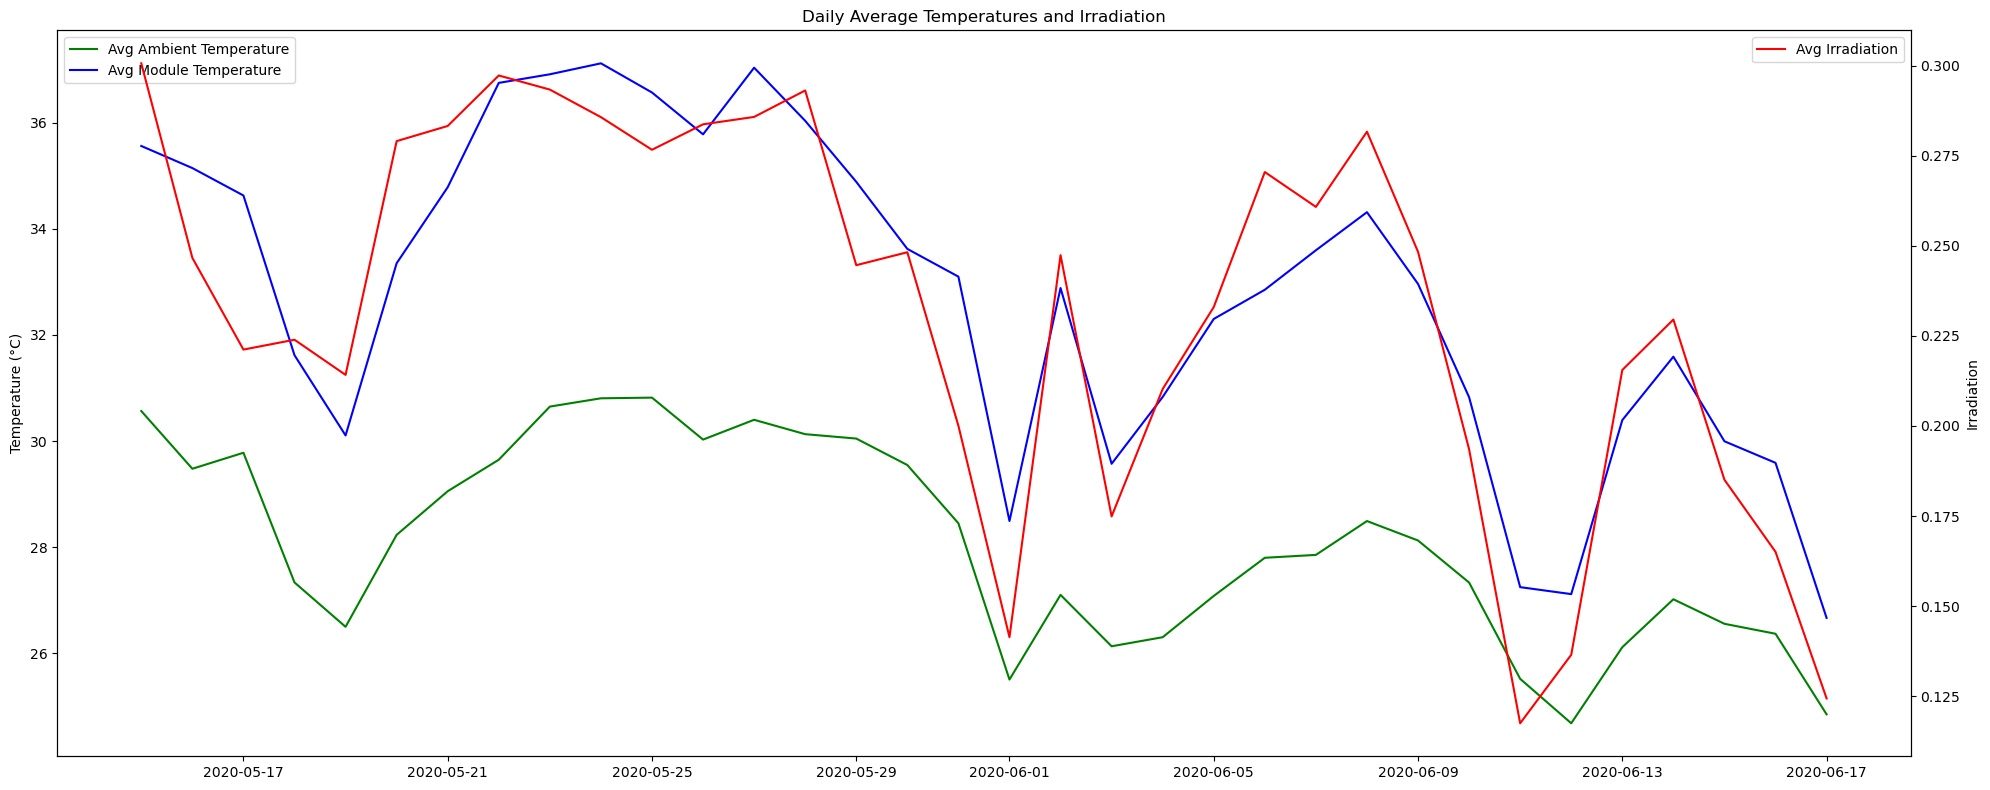 Daily Average Temperatures and Irradiation
Avg Ambient Temperature
Avg Module Temperature
Avg Irradiation
Temperature (°C)
36
34
32
30
28
26
0.300
0.275
0.250
0.225
0.200
0.175
0.150
0.125
Irradiation
2020-05-17 2020-05-21 2020-05-25 2020-05-29 2020-06-01 2020-06-05 2020-06-09 2020-06-13 2020-06-17